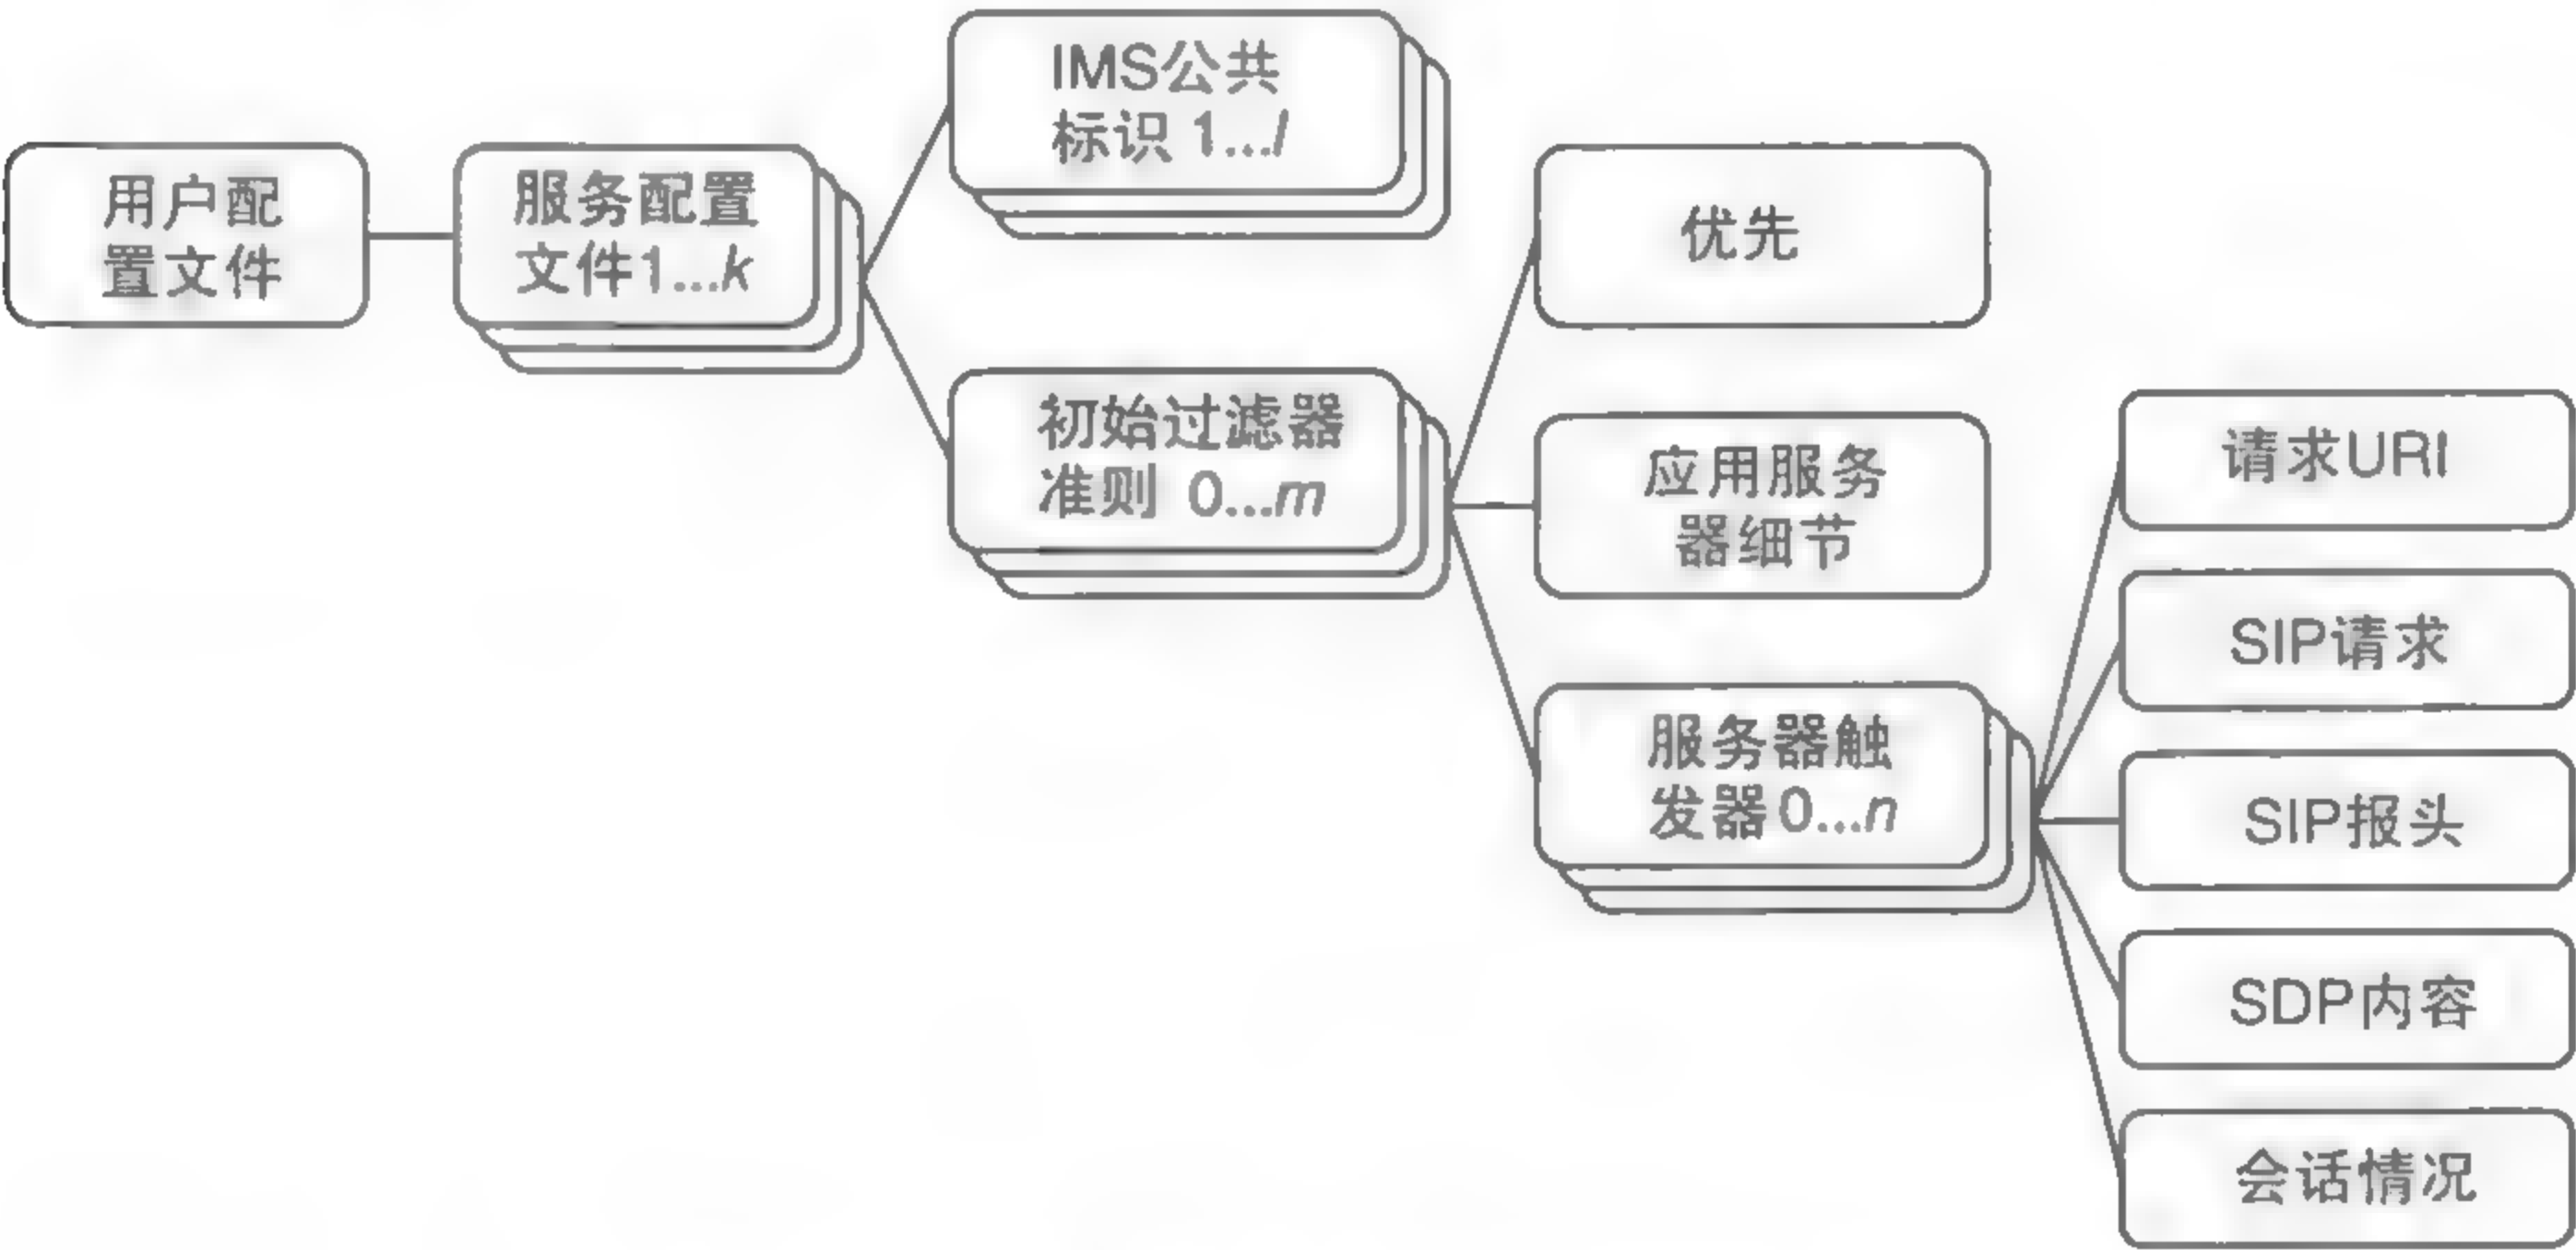 用户配
置文件
服务配置
文件1...k
IMS公共
标识 1...l
初始过滤器
准则 0...m
优先
应用服务
器细节
服务器触
发器0...n
请求URI
SIP请求
SIP报头
SDP内容
会话情况